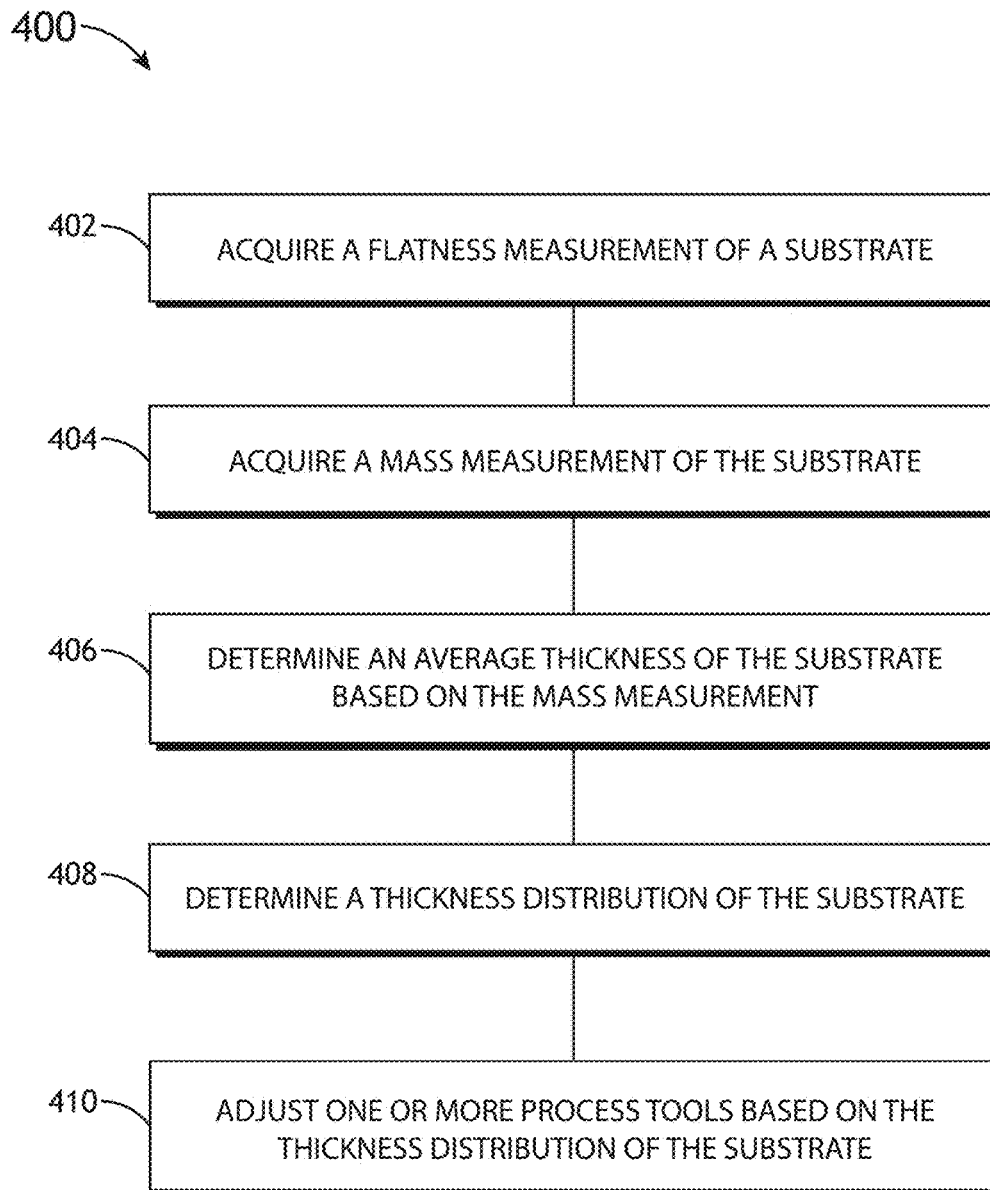 400
402
ACQUIRE A FLATNESS MEASUREMENT OF A SUBSTRATE
404
ACQUIRE A MASS MEASUREMENT OF THE SUBSTRATE
406
DETERMINE AN AVERAGE THICKNESS OF THE SUBSTRATE
BASED ON THE MASS MEASUREMENT
408
DETERMINE A THICKNESS DISTRIBUTION OF THE SUBSTRATE
410
ADJUST ONE OR MORE PROCESS TOOLS BASED ON THE
THICKNESS DISTRIBUTION OF THE SUBSTRATE